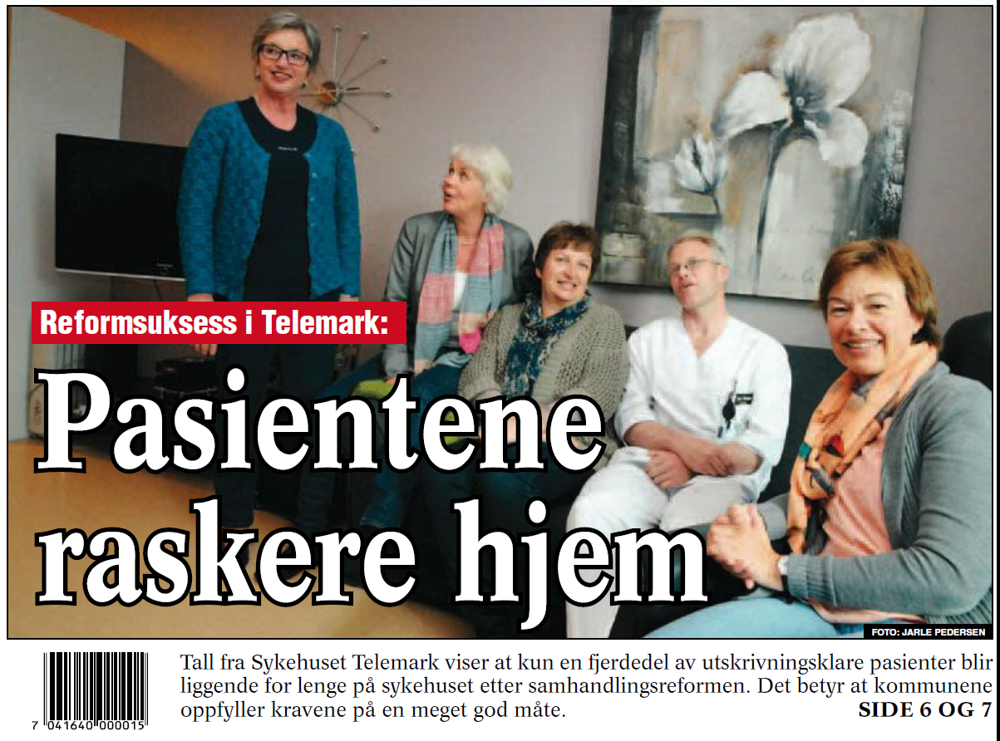 Reformsuksess i Telemark:
Pasientene
raskere hjem
FOTO: JARLE PEDERSEN
Tall fra Sykehuset Telemark viser at kun en fjerdedel av utskrivningsklare pasienter blir
liggende for lenge på sykehuset etter samhandlingsreformen. Det betyr at kommunene
oppfyller kravene på en meget god måte. SIDE 6 OG 7
7 041640 000015